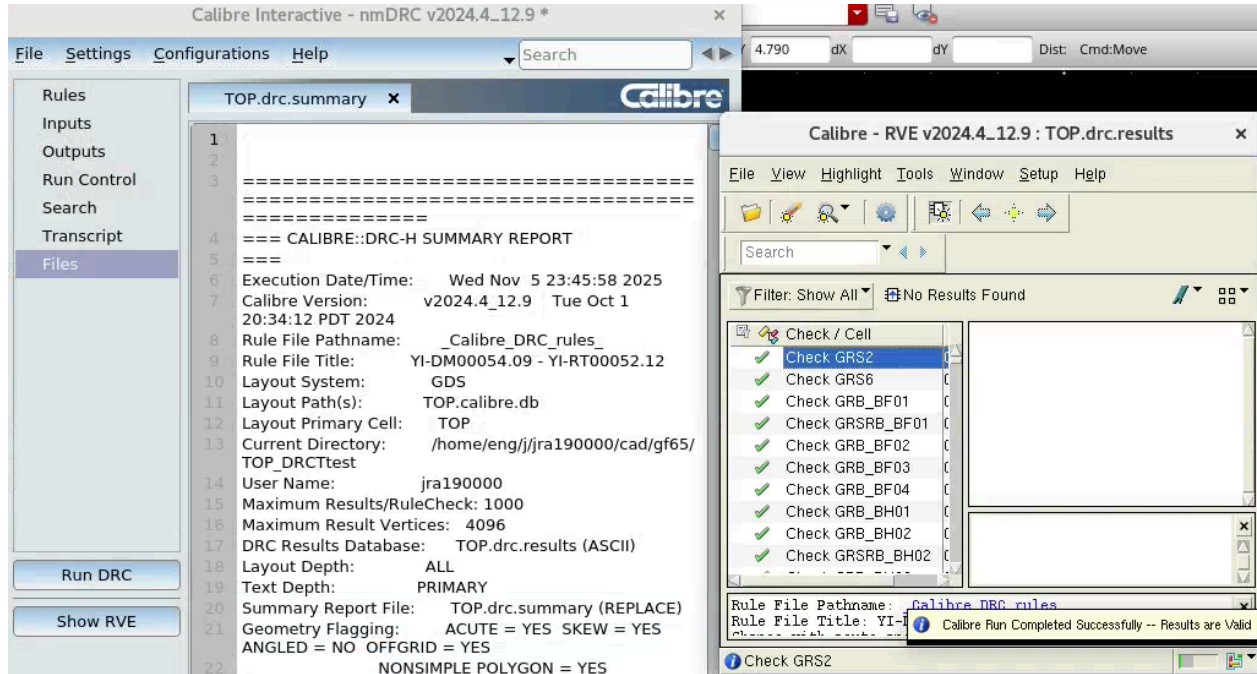 Calibre Interactive - nmDRC v2024.4_12.9 *
File Settings Configurations Help
Search
Rules
Inputs
Outputs
Run Control
Search
Transcript
Files
Run DRC
Show RVE
TOP.drc.summary
Calibre
1
2
3 ==================================
==================================
==============
4 === CALIBRE::DRC-H SUMMARY REPORT
5 ===
6 Execution Date/Time: Wed Nov 5 23:45:58 2025
7 Calibre Version: v2024.4_12.9 Tue Oct 1
20:34:12 PDT 2024
8 Rule File Pathname: _Calibre_DRC_rules_
9 Rule File Title: YI-DM00054.09 - YI-RT00052.12
10 Layout System: GDS
11 Layout Path(s): TOP.calibre.db
12 Layout Primary Cell: TOP
13 Current Directory: /home/eng/j/jra190000/cad/gf65/
TOP_DRCTtest
14 User Name: jra190000
15 Maximum Results/RuleCheck: 1000
16 Maximum Result Vertices: 4096
17 DRC Results Database: TOP.drc.results (ASCII)
18 Layout Depth: ALL
19 Text Depth: PRIMARY
20 Summary Report File: TOP.drc.summary (REPLACE)
21 Geometry Flagging: ACUTE = YES SKEW = YES
ANGLED = NO OFFGRID = YES
22 NONSIMPLE POLYGON = YES
4.790 dX dY Dist: Cmd:Move
Calibre - RVE v2024.4_12.9 : TOP.drc.results
File View Highlight Tools Window Setup Help
Search
Filter: Show All No Results Found
Check / Cell
Check GRS2
Check GRS6
Check GRB_BF01
Check GRSRB_BF01
Check GRB_BF02
Check GRB_BF03
Check GRB_BF04
Check GRB_BH01
Check GRB_BH02
Check GRSRB_BH02
Rule File Pathname: _Calibre_DRC_rules_
Rule File Title: YI-
Calibre Run Completed Successfully -- Results are Valid
Check GRS2